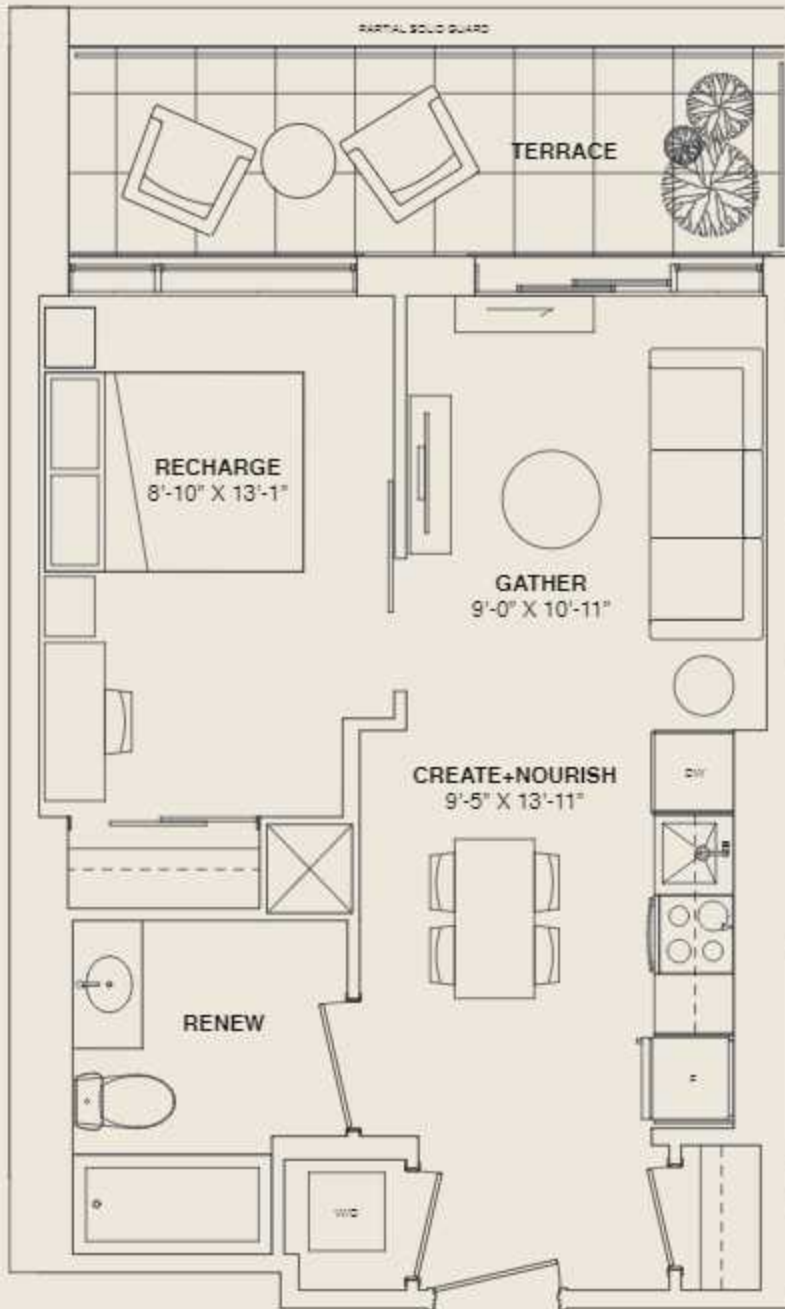 PARTIAL SOLID GUARD
TERRACE
RECHARGE
8'-10" X 13'-1"
GATHER
9'-0" X 10'-11"
CREATE+NOURISH
9'-5" X 13'-11"
DW
RENEW
F
W/D